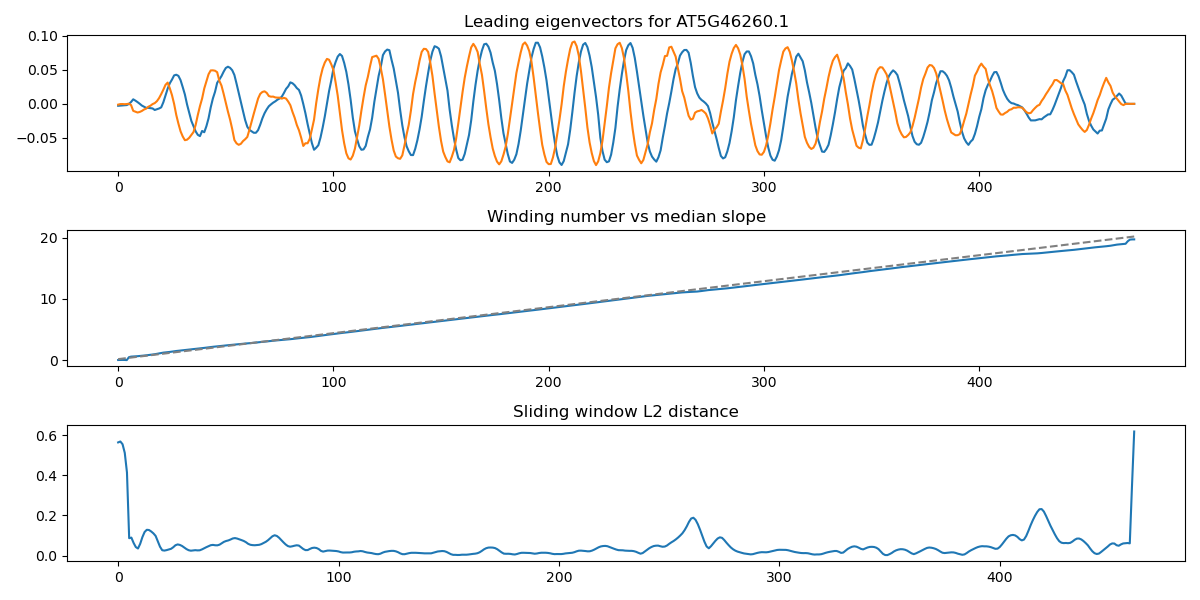 Leading eigenvectors for AT5G46260.1
0.10
0.05
0.00
−0.05
0 100 200 300 400
Winding number vs median slope
20
10
0
0 100 200 300 400
Sliding window L2 distance
0.6
0.4
0.2
0.0
0 100 200 300 400